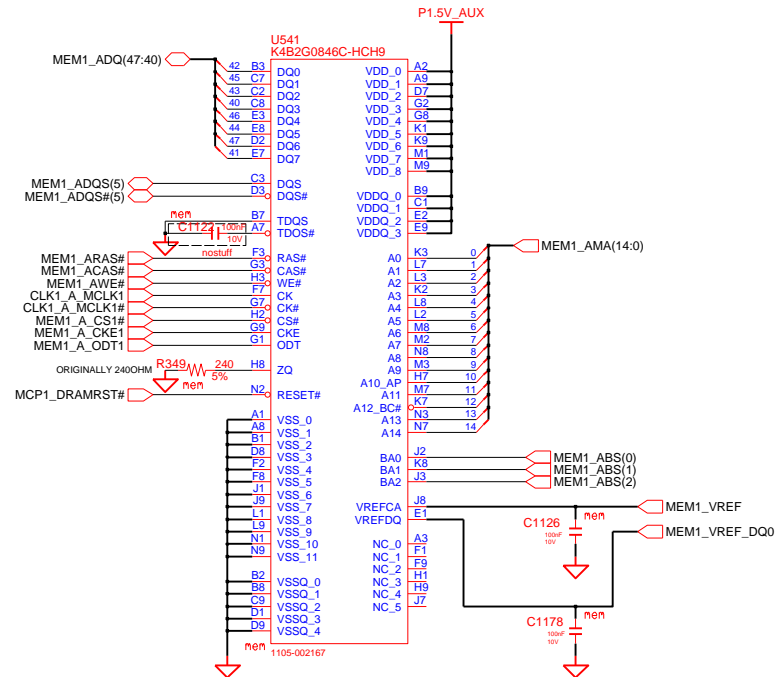 P1.5V_AUX
U541
K4B2G0846C-HCH9
MEM1_ADQ(47:40)
42 B3 DQ0 VDD_0 A2
45 C7 DQ1 VDD_1 A9
43 C2 DQ2 VDD_2 D7
40 C8 DQ3 VDD_3 G2
46 E3 DQ4 VDD_4 G8
44 E8 DQ5 VDD_5 K1
47 D2 DQ6 VDD_6 K9
41 E7 DQ7 VDD_7 M1
VDD_8 M9
MEM1_ADQS(5) C3 DQS
MEM1_ADQS#(5) D3 DQS# VDDQ_0 B9
VDDQ_1 C1
mem B7 TDQS VDDQ_2 E2
C1122 100nF A7 TDOS# VDDQ_3 E9
10V
nostuff
MEM1_AMA(14:0)
MEM1_ARAS# F3 RAS# A0 K3 0
MEM1_ACAS# G3 CAS# A1 L7 1
MEM1_AWE# H3 WE# A2 L3 2
CLK1_A_MCLK1 F7 CK A3 K2 3
CLK1_A_MCLK1# G7 CK# A4 L8 4
MEM1_A_CS1# H2 CS# A5 L2 5
MEM1_A_CKE1 G9 CKE A6 M8 6
MEM1_A_ODT1 G1 ODT A7 M2 7
A8 N8 8
ORIGINALLY 240OHM R349 240 H8 ZQ A9 M3 9
5% A10_AP H7 10
mem
MCP1_DRAMRST# N2 RESET# A11 M7 11
A12_BC# K7 12
A1 VSS_0 A13 N3 13
A8 VSS_1 A14 N7 14
B1 VSS_2
D8 VSS_3 BA0 J2 MEM1_ABS(0)
F2 VSS_4 BA1 K8 MEM1_ABS(1)
F8 VSS_5 BA2 J3 MEM1_ABS(2)
J1 VSS_6
J9 VSS_7 VREFCA J8 MEM1_VREF
L1 VSS_8 VREFDQ E1 mem
L9 VSS_9 C1126 MEM1_VREF_DQ0
N1 VSS_10 NC_0 A3 100nF
N9 VSS_11 NC_1 F1 10V
NC_2 F9
B2 VSSQ_0 NC_3 H1
B8 VSSQ_1 NC_4 H9
C9 VSSQ_2 NC_5 J7
D1 VSSQ_3 mem
D9 VSSQ_4 C1178
100nF
10V
mem
1105-002167